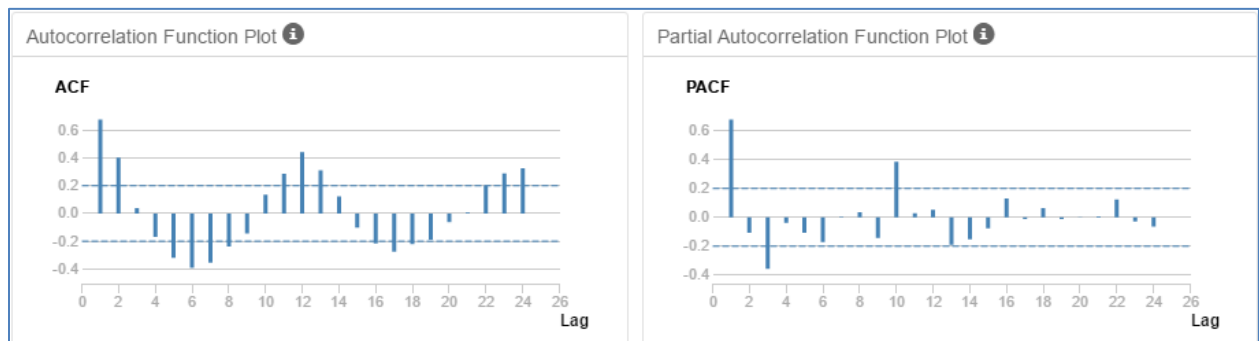 Autocorrelation Function Plot i
ACF
0.6
0.4
0.2
0.0
-0.2
-0.4
0 2 4 6 8 10 12 14 16 18 20 22 24 26
Lag
Partial Autocorrelation Function Plot i
PACF
0.6
0.4
0.2
0.0
-0.2
-0.4
0 2 4 6 8 10 12 14 16 18 20 22 24 26
Lag